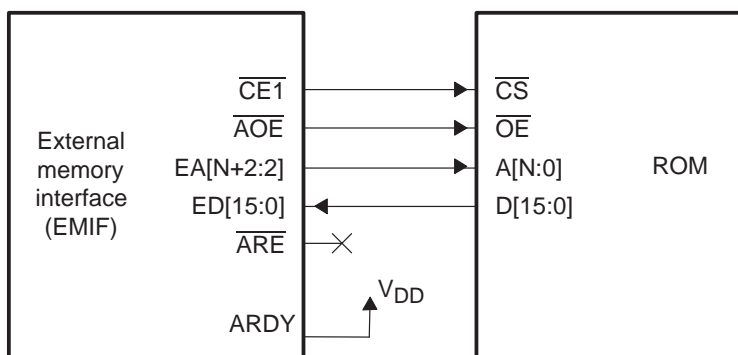 CE1
CS
AOE
OE
External
memory
interface
(EMIF)
EA[N+2:2]
A[N:0]
ROM
ED[15:0]
D[15:0]
ARE
VDD
ARDY